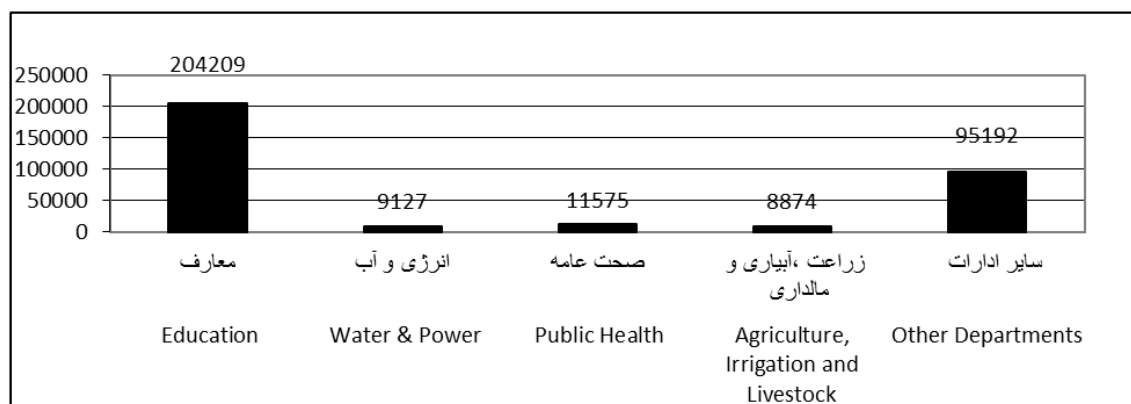 204209
250000
200000
95192
150000
100000
9127
11575
8874
50000
0
معارف
انرژی و آب
صحت عامه
زراعت ،آبیاری و
مالداری
سایر ادارات
Education
Water & Power
Public Health
Agriculture,
Irrigation and
Livestock
Other Departments